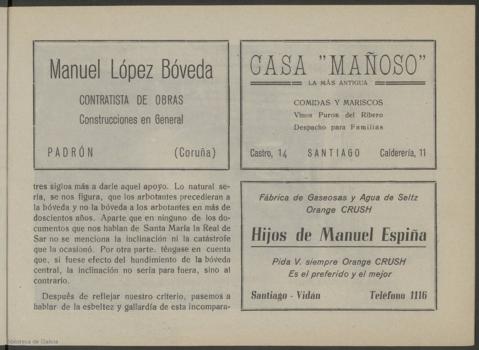 Manuel López Bóveda
CONTRATISTA DE OBRAS
Construcciones en General
PADRÓN (Coruña)
CASA "MAÑOSO"
LA MÁS ANTIGUA
COMIDAS Y MARISCOS
Vinos Puros del Ribero
Despacho para Familias
Castro, 14 SANTIAGO Calderería, 11
tres siglos más a darle aquel apoyo. Lo natural se-
ría, se nos figura, que los arbotantes precedieran a
la bóveda y no la bóveda a los arbotantes en más de
doscientos años. Aparte que en ninguno de los do-
cumentos que nos hablan de Santa María la Real de
Sar no se menciona la inclinación ni la catástrofe
que la ocasionó. Por otra parte, téngase en cuenta
que, si fuese efecto del hundimiento de la bóveda
central, la inclinación no sería para fuera, sino al
contrario.
Después de reflejar nuestro criterio, pasemos a
hablar de la esbeltez y gallardía de esta incompara-
Fábrica de Gaseosas y Agua de Seltz
Orange CRUSH
Hijos de Manuel Espiña
Pida V. siempre Orange CRUSH
Es el preferido y el mejor
Santiago - Vidán Teléfono 1116
Biblioteca de Galicia